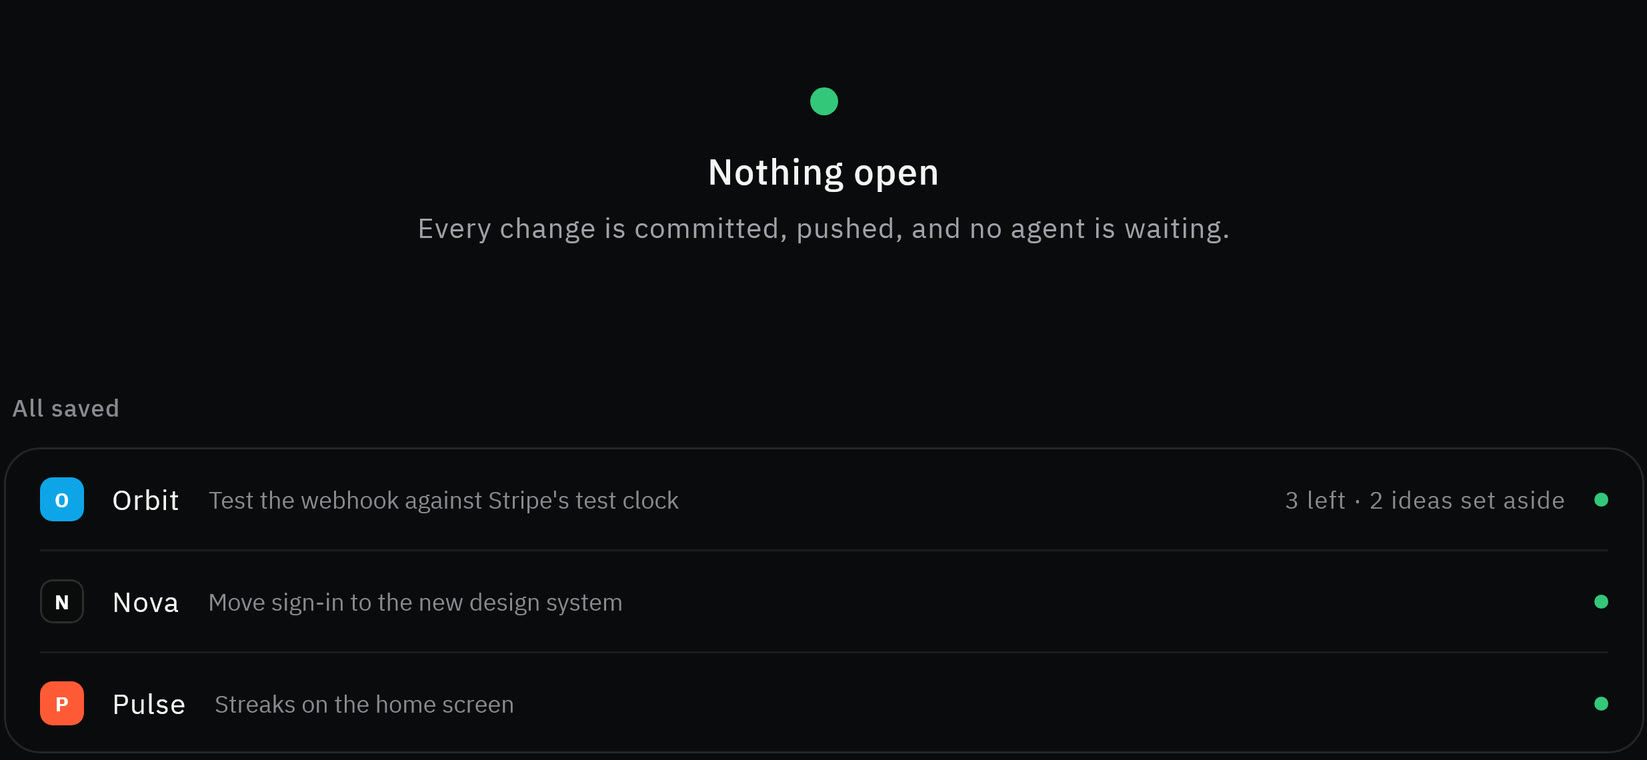 Nothing open
Every change is committed, pushed, and no agent is waiting.
All saved
O Orbit Test the webhook against Stripe's test clock 3 left · 2 ideas set aside
N Nova Move sign-in to the new design system
P Pulse Streaks on the home screen